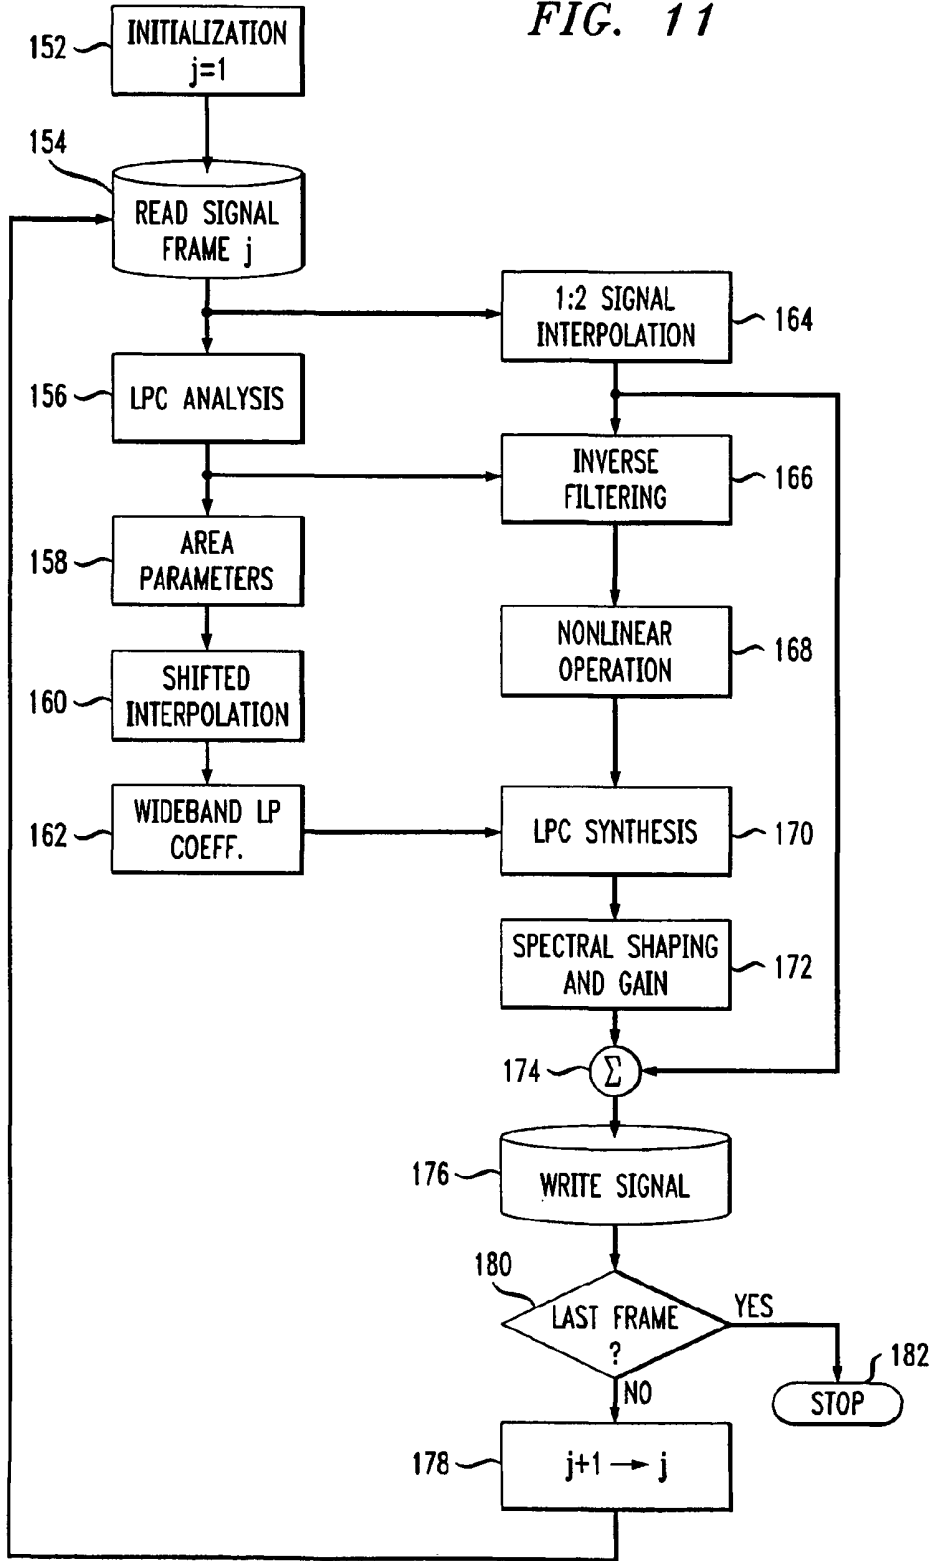 FIG. 11
152
INITIALIZATION
j=1
154
READ SIGNAL
FRAME j
1:2 SIGNAL
INTERPOLATION
164
156
LPC ANALYSIS
INVERSE
FILTERING
166
158
AREA
PARAMETERS
NONLINEAR
OPERATION
168
160
SHIFTED
INTERPOLATION
162
WIDEBAND LP
COEFF.
LPC SYNTHESIS
170
SPECTRAL SHAPING
AND GAIN
172
174
Σ
176
WRITE SIGNAL
180
LAST FRAME
?
YES
NO
182
STOP
178
j+1 → j